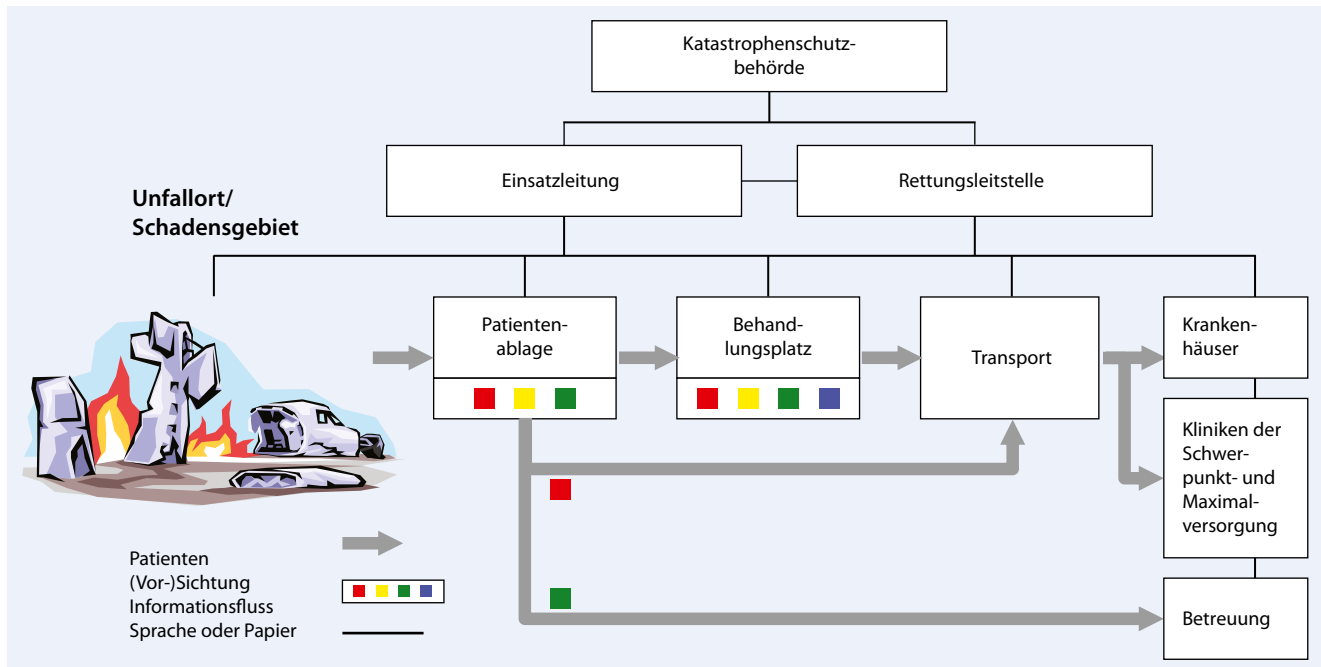 Katastrophenschutz-
behörde
Einsatzleitung
Rettungsleitstelle
Unfallort/
Schadensgebiet
Patienten-
ablage
Behand-
lungsplatz
Transport
Kranken-
häuser
Kliniken der
Schwer-
punkt- und
Maximal-
versorgung
Betreuung
Patienten
(Vor-)Sichtung
Informationsfluss
Sprache oder Papier